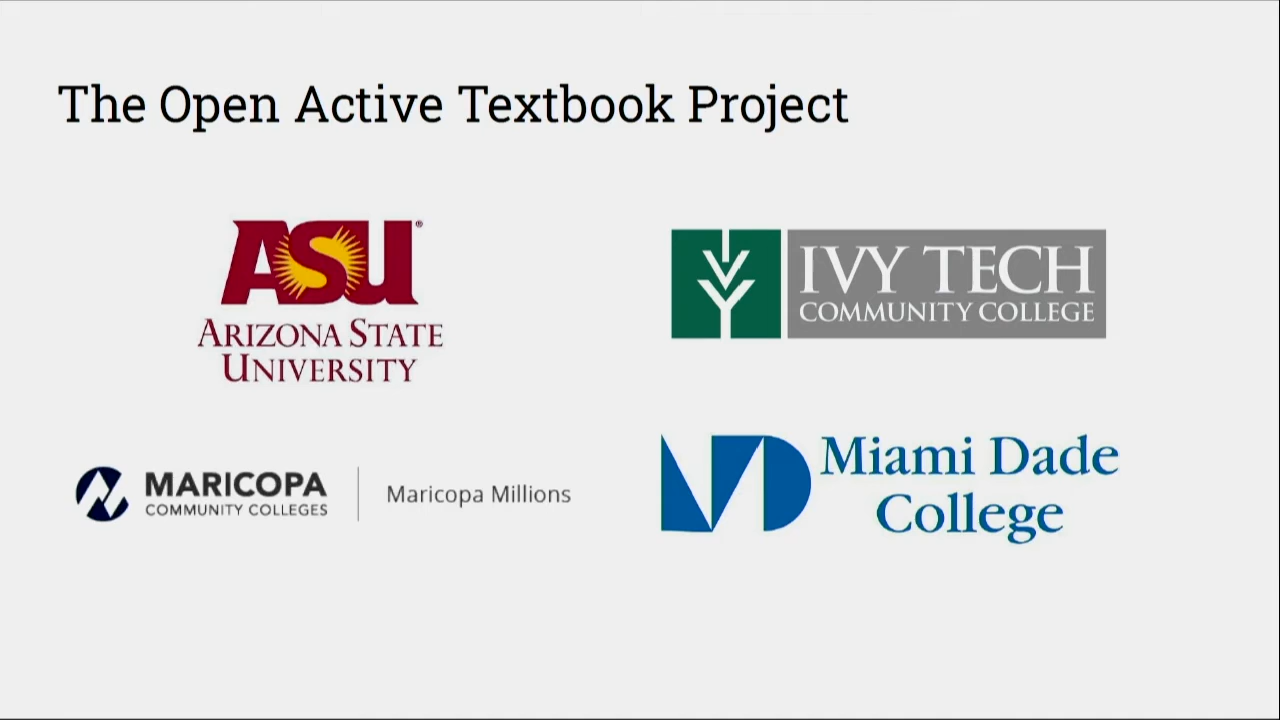 The Open Active Textbook Project
ASU®
ARIZONA STATE
UNIVERSITY
IVY TECH
COMMUNITY COLLEGE
MARICOPA
COMMUNITY COLLEGES
Maricopa Millions
Miami Dade
College